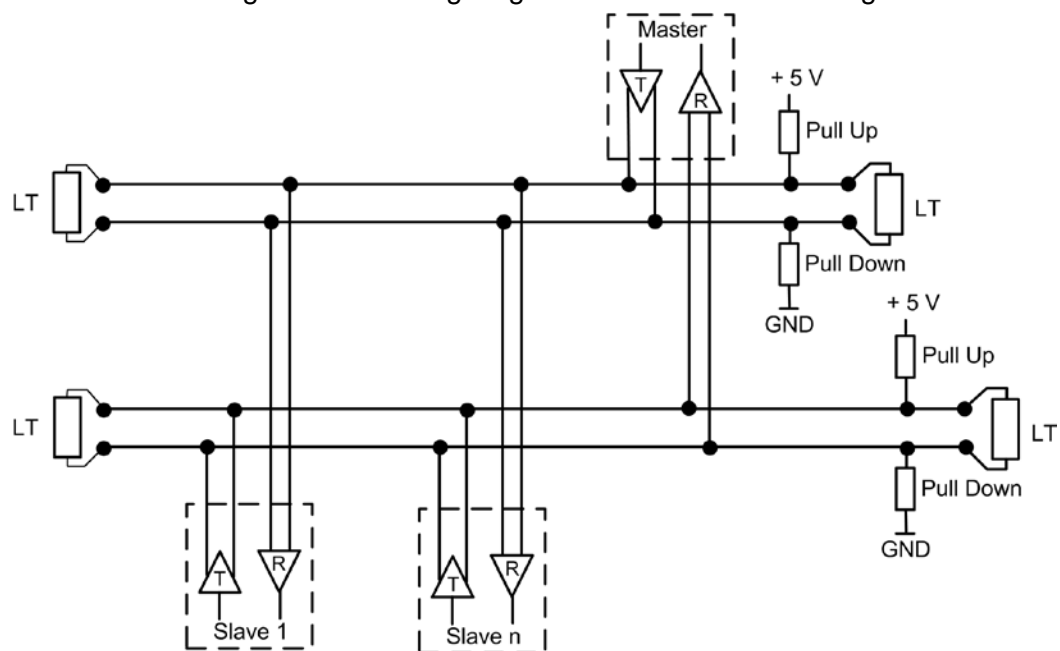 Master
T
R
+ 5 V
Pull Up
LT
LT
Pull Down
GND
+ 5 V
Pull Up
LT
LT
Pull Down
GND
T
R
Slave 1
T
R
Slave n